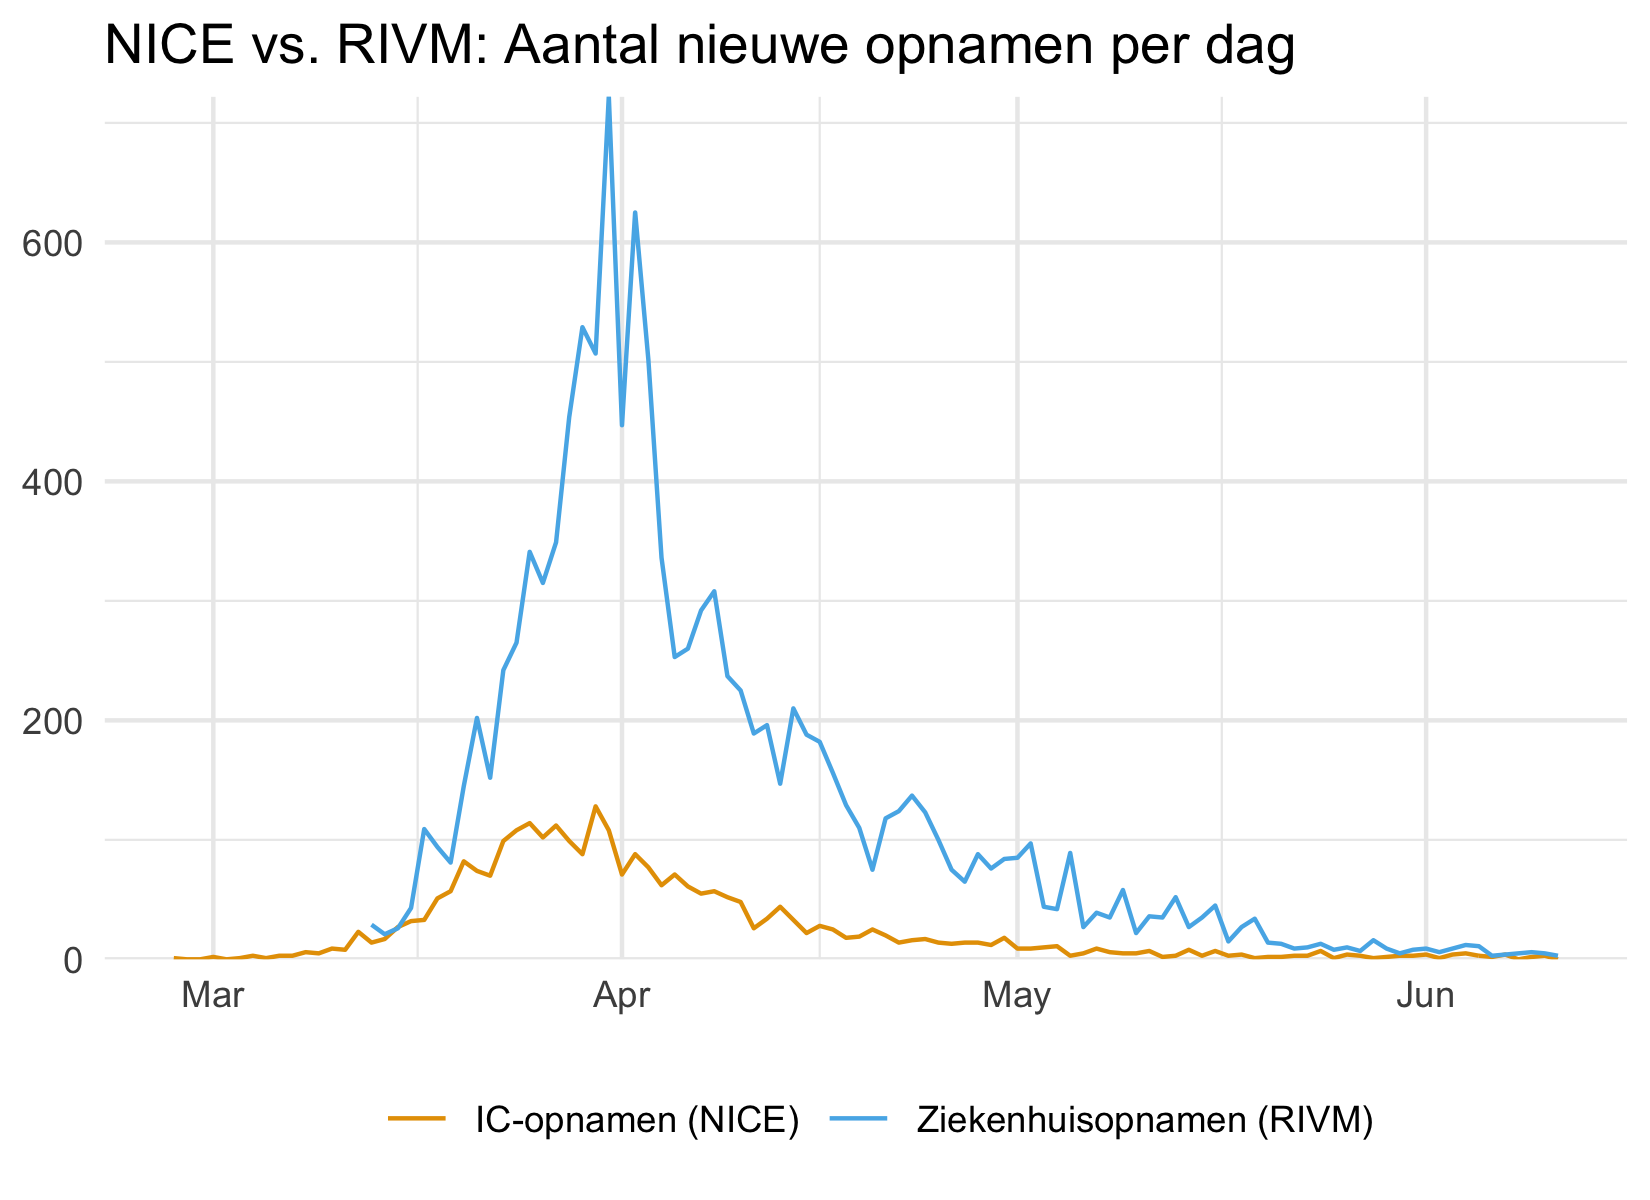 NICE vs. RIVM: Aantal nieuwe opnamen per dag
600
400
200
0
Mar Apr May Jun
IC-opnamen (NICE) Ziekenhuisopnamen (RIVM)